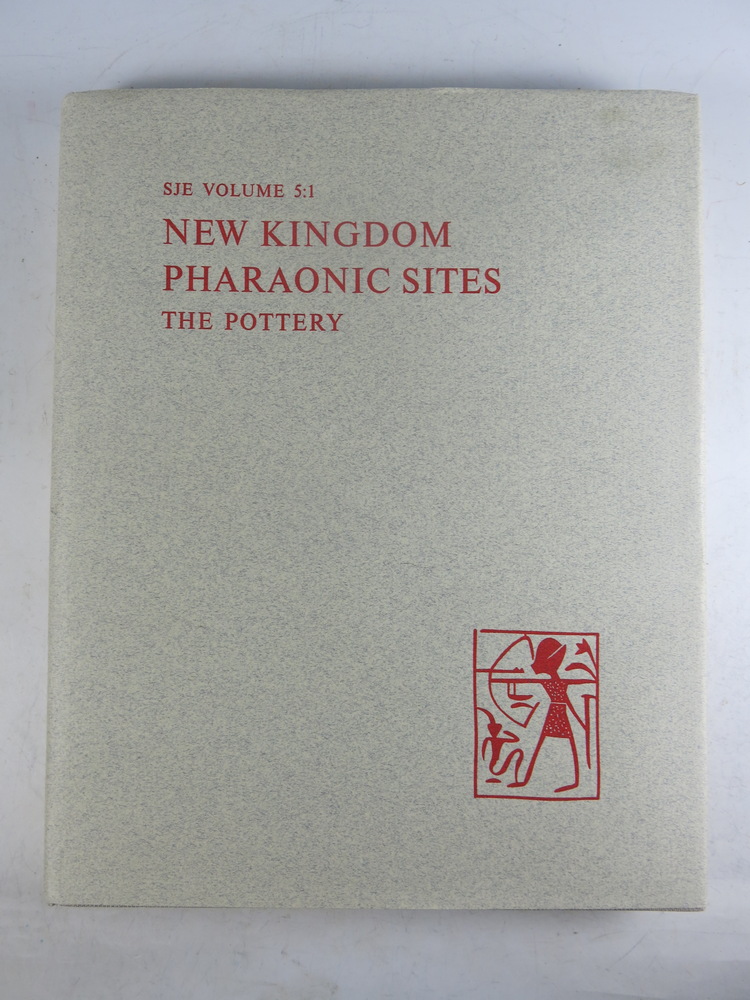 SJE VOLUME 5:1
NEW KINGDOM
PHARAONIC SITES
THE POTTERY